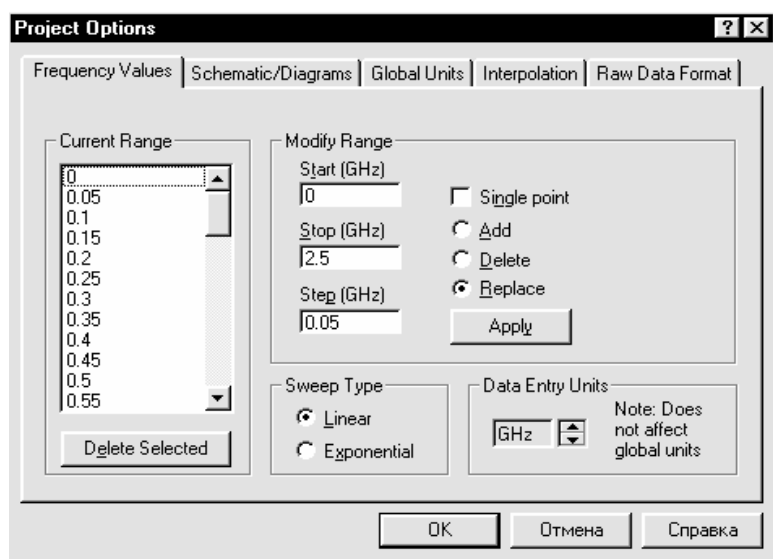 Project Options
Frequency Values
Schematic/Diagrams
Global Units
Interpolation
Raw Data Format
Current Range
0
0.05
0.1
0.15
0.2
0.25
0.3
0.35
0.4
0.45
0.5
0.55
Delete Selected
Modify Range
Start (GHz)
0
Stop (GHz)
2.5
Step (GHz)
0.05
Single point
Add
Delete
Replace
Apply
Sweep Type
Linear
Exponential
Data Entry Units
GHz
Note: Does
not affect
global units
OK
Отмена
Справка